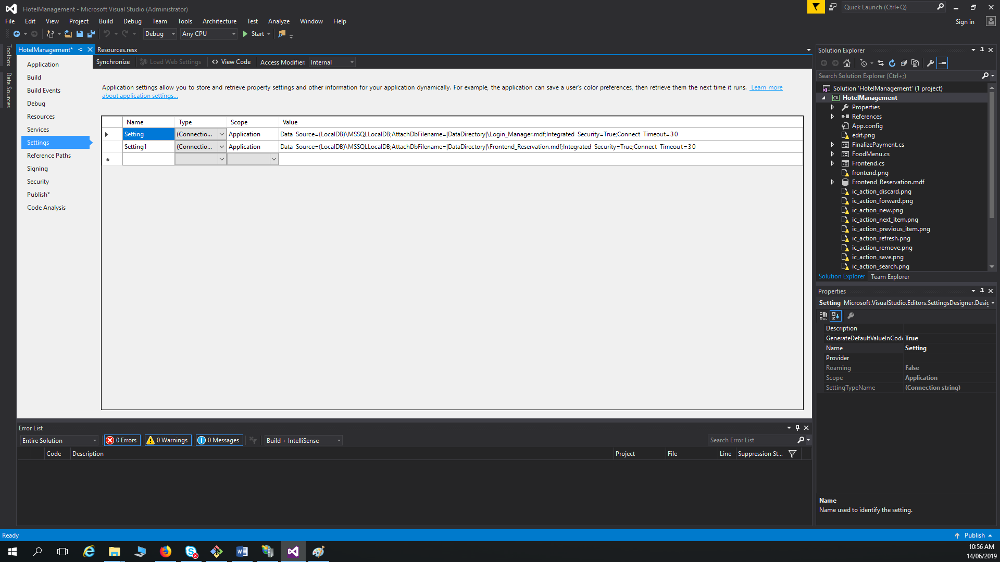 HotelManagement - Microsoft Visual Studio (Administrator)
Quick Launch (Ctrl+Q)
File Edit View Project Build Debug Team Tools Architecture Test Analyze Window Help
Sign in
Debug Any CPU Start
Toolbox
Data Sources
HotelManagement* Resources.resx
Synchronize Load Web Settings <> View Code Access Modifier: Internal
Application
Build
Build Events
Debug
Resources
Services
Settings
Reference Paths
Signing
Security
Publish*
Code Analysis
Application settings allow you to store and retrieve property settings and other information for your application dynamically. For example, the application can save a user's color preferences, then retrieve them the next time it runs. Learn more
about application settings...
Name Type Scope Value
Setting (Connectio... Application Data Source=(LocalDB)\MSSQLLocalDB;AttachDbFilename=|DataDirectory|\Login_Manager.mdf;Integrated Security=True;Connect Timeout=30
Setting1 (Connectio... Application Data Source=(LocalDB)\MSSQLLocalDB;AttachDbFilename=|DataDirectory|\Frontend_Reservation.mdf;Integrated Security=True;Connect Timeout=30
Solution Explorer
Search Solution Explorer (Ctrl+;)
Solution 'HotelManagement' (1 project)
C# HotelManagement
Properties
References
App.config
edit.png
FinalizePayment.cs
FoodMenu.cs
Frontend.cs
frontend.png
Frontend_Reservation.mdf
ic_action_discard.png
ic_action_forward.png
ic_action_new.png
ic_action_next_item.png
ic_action_previous_item.png
ic_action_refresh.png
ic_action_remove.png
ic_action_save.png
ic_action_search.png
Solution Explorer Team Explorer
Properties
Setting Microsoft.VisualStudio.Editors.SettingsDesigner.Desig
Description
GenerateDefaultValueInCode True
Name Setting
Provider
Roaming False
Scope Application
SettingTypeName (Connection string)
Name
Name used to identify the setting.
Error List
Entire Solution 0 Errors 0 Warnings 0 Messages Build + IntelliSense Search Error List
Code Description Project File Line Suppression St...
Ready
Publish
10:56 AM
14/06/2019